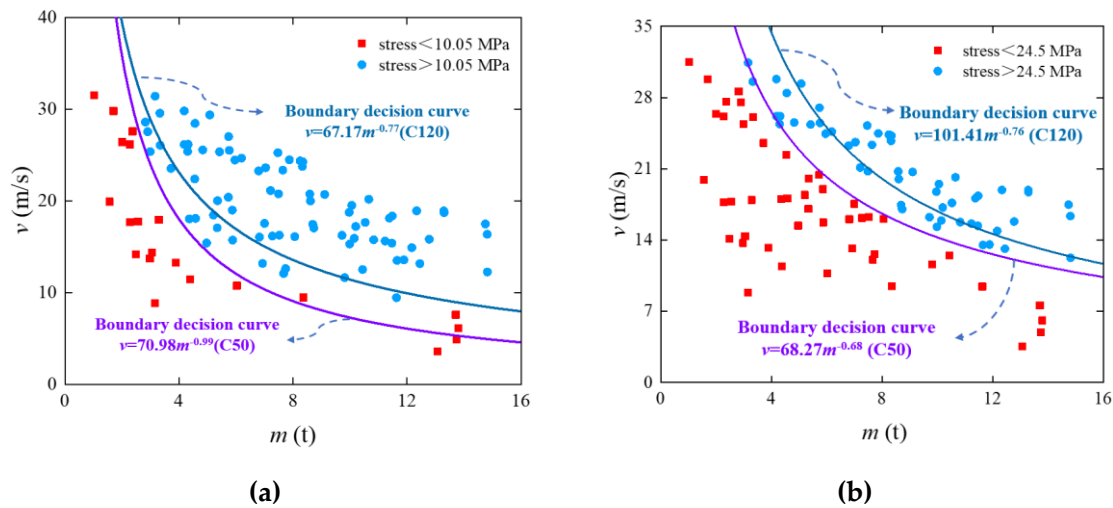 40
30
20
10
0
0
4
8
12
16
v (m/s)
m (t)
stress<10.05 MPa
stress>10.05 MPa
Boundary decision curve
v=67.17m-0.77(C120)
Boundary decision curve
v=70.98m-0.99(C50)
(a)
35
28
21
14
7
0
0
4
8
12
16
v (m/s)
m (t)
stress<24.5 MPa
stress>24.5 MPa
Boundary decision curve
v=101.41m-0.76 (C120)
Boundary decision curve
v=68.27m-0.68 (C50)
(b)